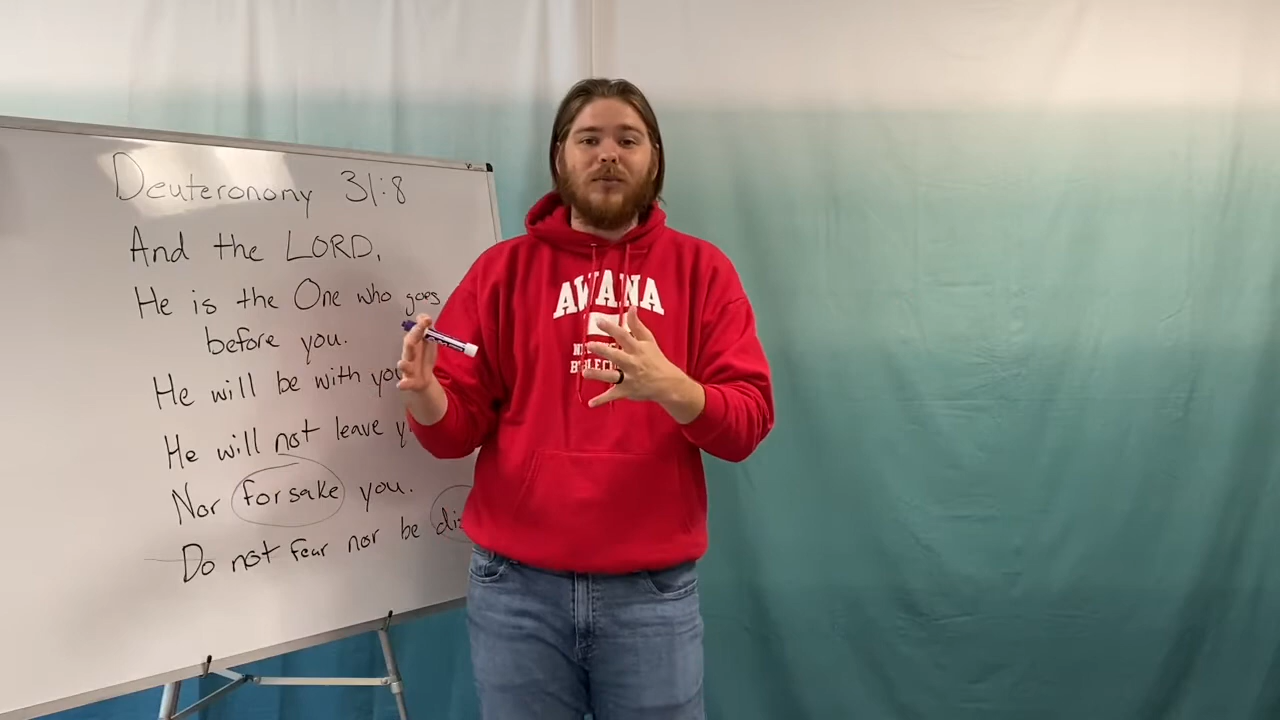 Deuteronomy 31:8
And the LORD,
He is the One who goes
before you.
He will be with you
He will not leave
Nor forsake you.
Do not fear nor be
AWANA